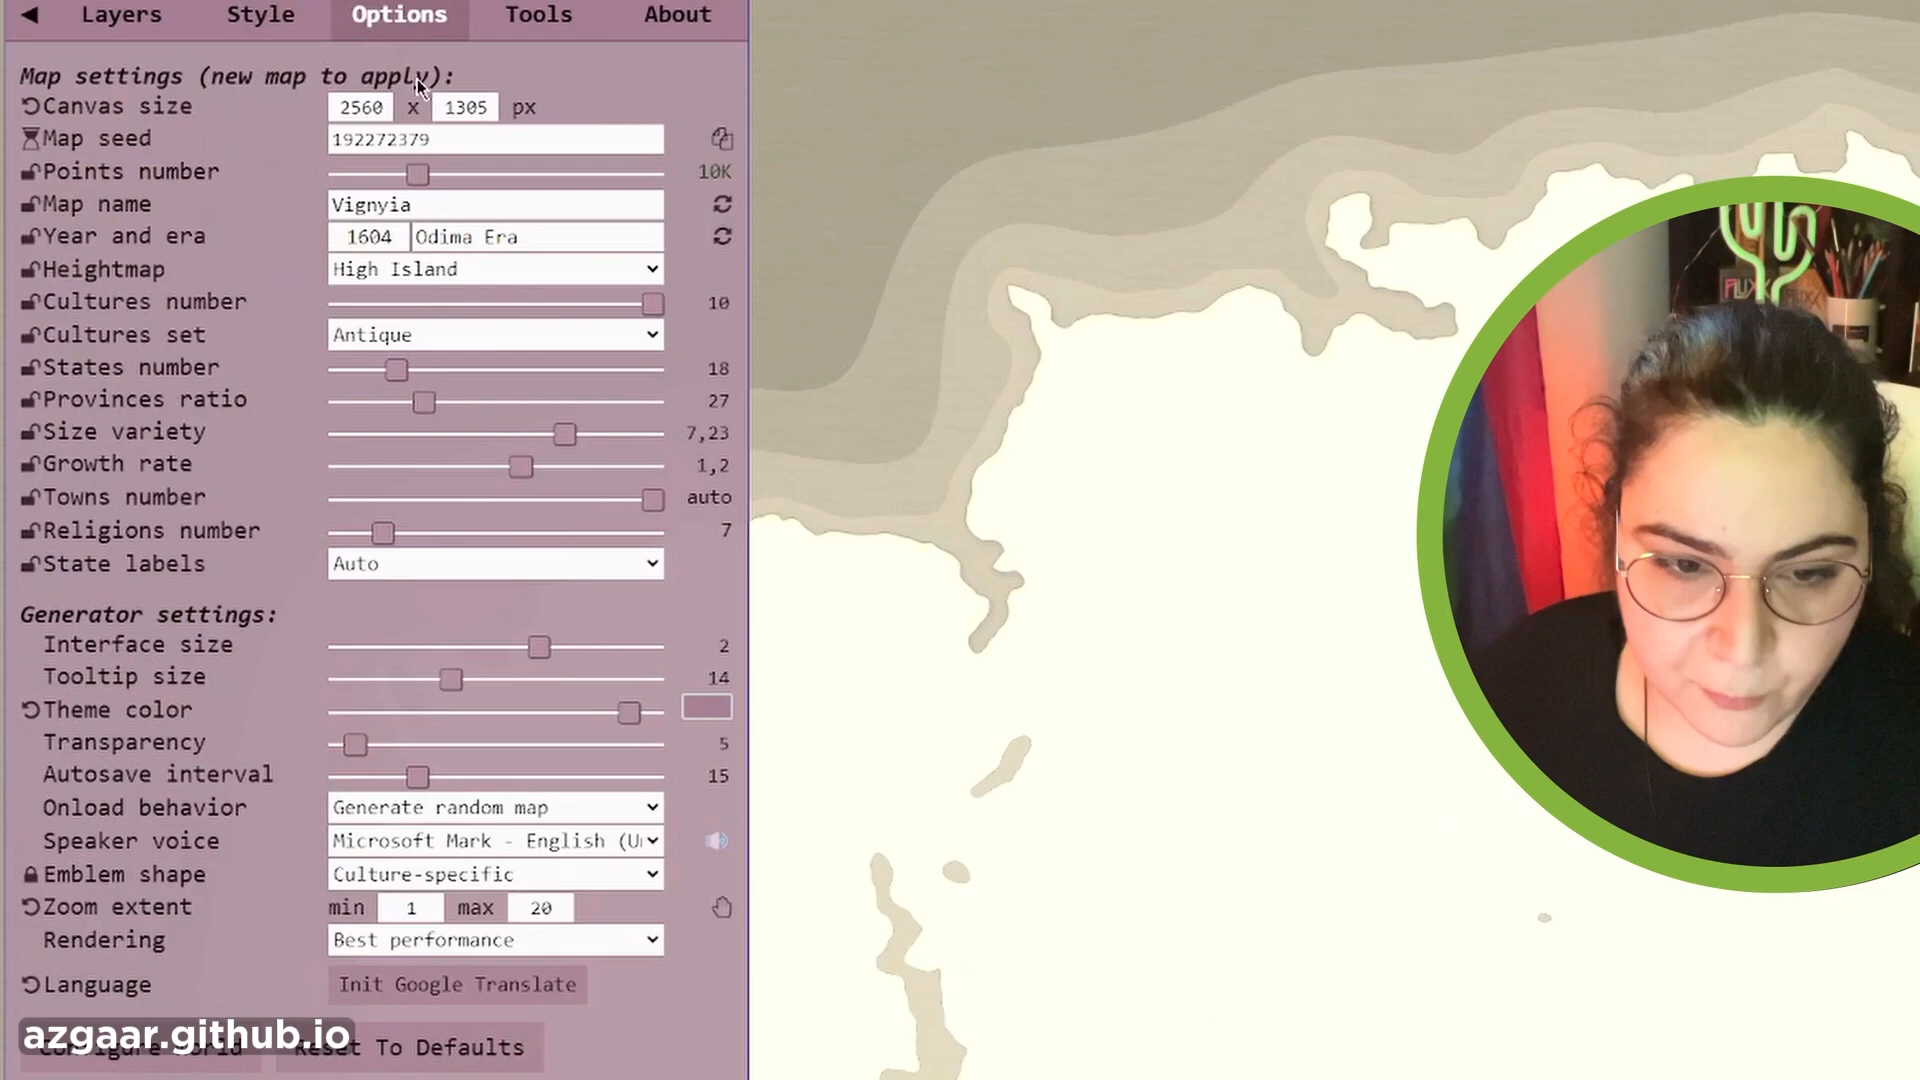 ◀ Layers Style Options Tools About
Map settings (new map to apply):
Canvas size 2560 x 1305 px
Map seed 192272379
Points number 10K
Map name Vignyia
Year and era 1604 Odima Era
Heightmap High Island
Cultures number 10
Cultures set Antique
States number 18
Provinces ratio 27
Size variety 7,23
Growth rate 1,2
Towns number auto
Religions number 7
State labels Auto
Generator settings:
Interface size 2
Tooltip size 14
Theme color
Transparency 5
Autosave interval 15
Onload behavior Generate random map
Speaker voice Microsoft Mark - English (U
Emblem shape Culture-specific
Zoom extent min 1 max 20
Rendering Best performance
Language Init Google Translate
azgaar.github.io
Reset To Defaults